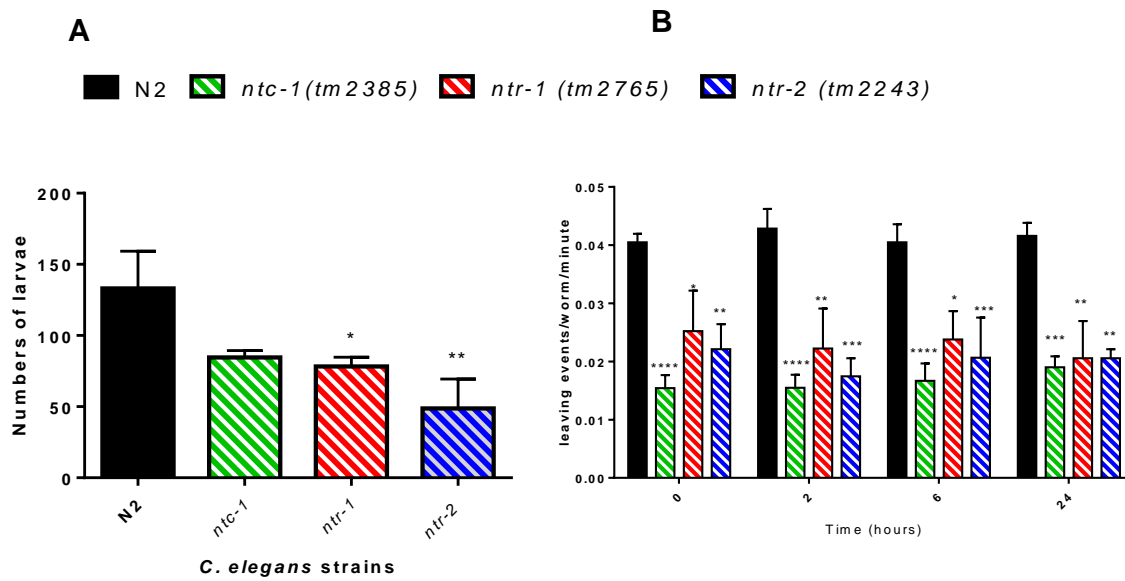 A
B
N2 ntc-1(tm2385) ntr-1 (tm2765) ntr-2 (tm2243)
Numbers of larvae
200
150
100
50
0
*
**
N2 ntc-1 ntr-1 ntr-2
C. elegans strains
leaving events/worm/minute
0.05
0.04
0.03
0.02
0.01
0.00
**** * **
**** ** ***
**** * ***
*** ** **
0 2 6 24
Time (hours)